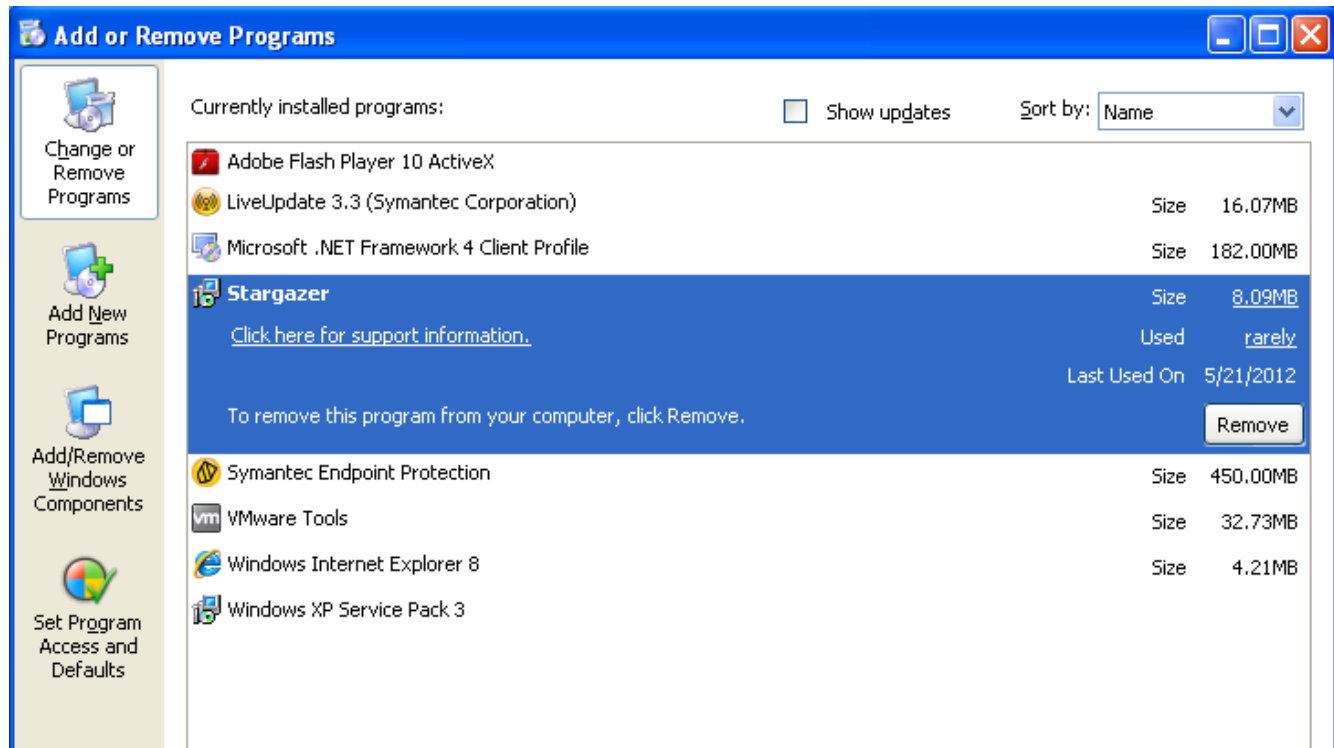 Add or Remove Programs
Change or
Remove
Programs
Add New
Programs
Add/Remove
Windows
Components
Set Program
Access and
Defaults
Currently installed programs: Show updates Sort by: Name
Adobe Flash Player 10 ActiveX
LiveUpdate 3.3 (Symantec Corporation) Size 16.07MB
Microsoft .NET Framework 4 Client Profile Size 182.00MB
Stargazer Size 8.09MB
Click here for support information. Used rarely
Last Used On 5/21/2012
To remove this program from your computer, click Remove. Remove
Symantec Endpoint Protection Size 450.00MB
vm VMware Tools Size 32.73MB
Windows Internet Explorer 8 Size 4.21MB
Windows XP Service Pack 3